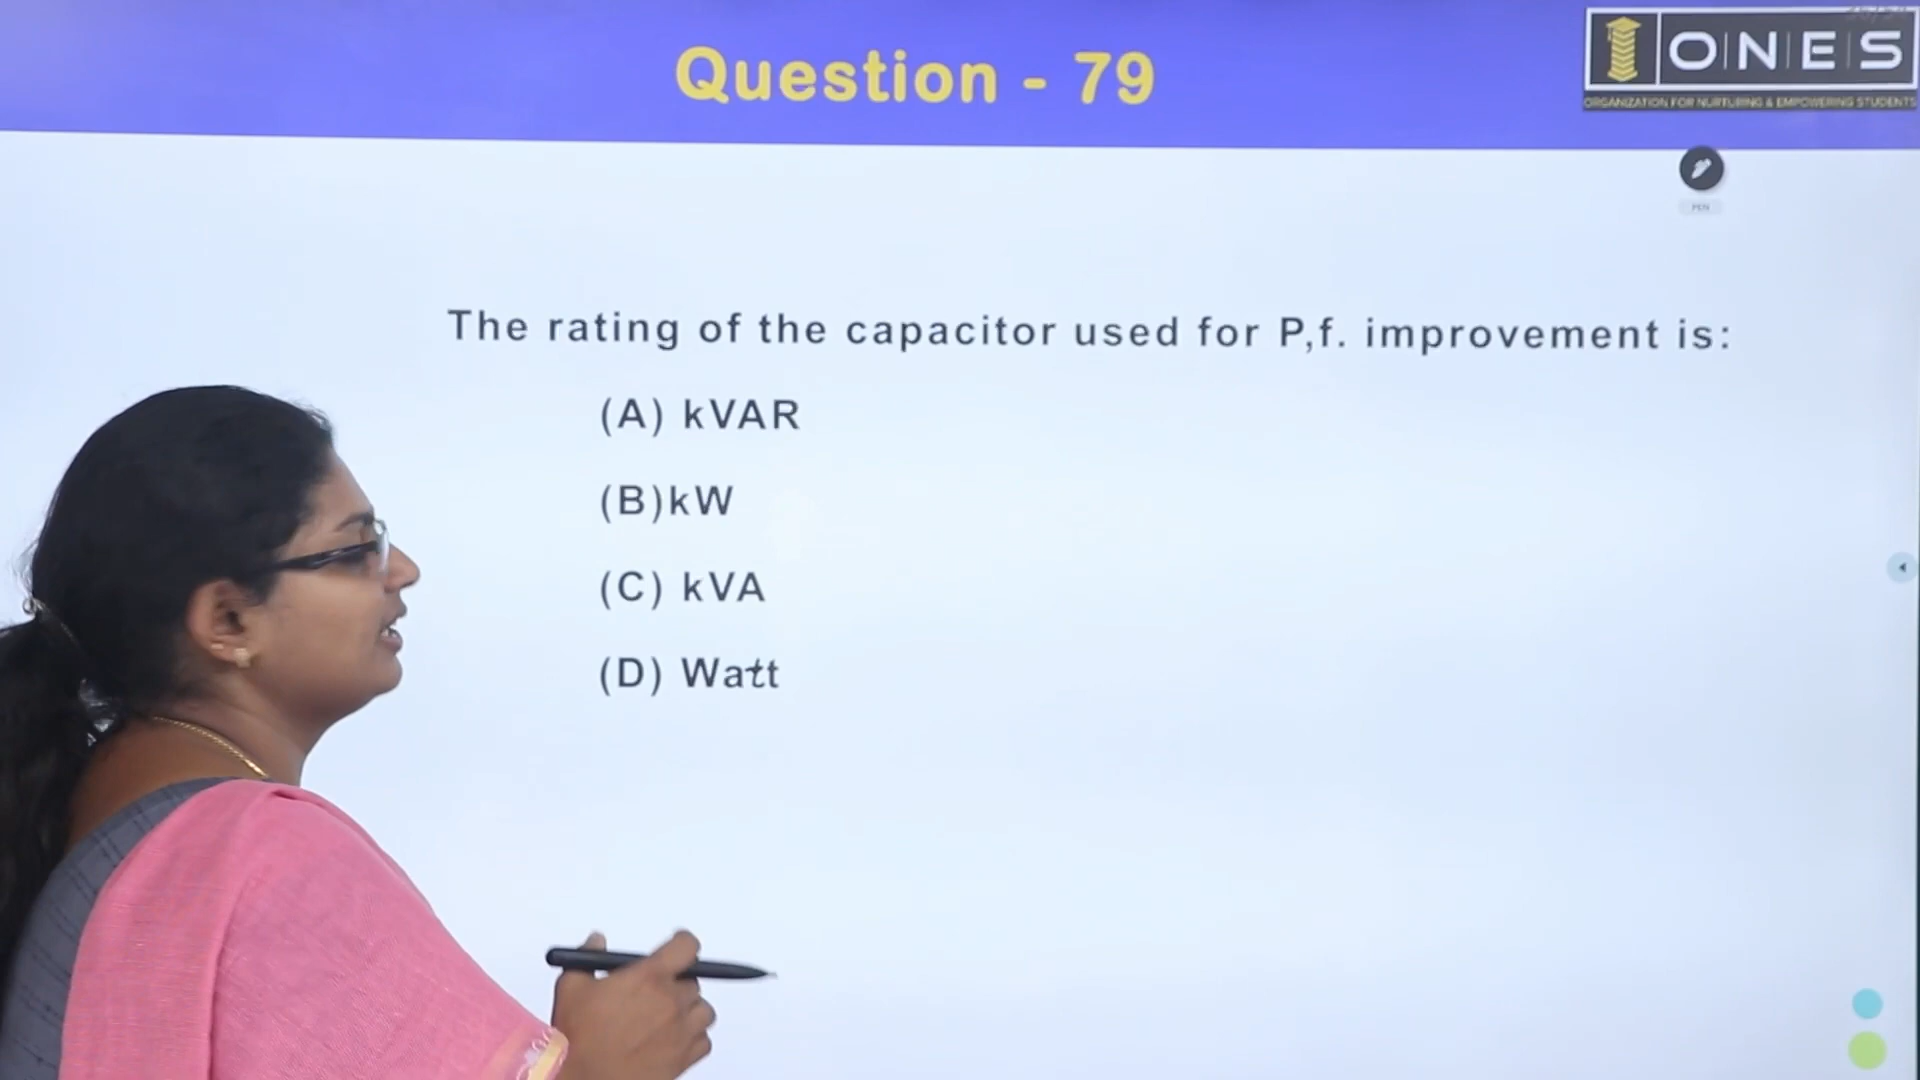 Question - 79
O|N|E|S
ORGANIZATION FOR NURTURING & EMPOWERING STUDENTS
PEN
The rating of the capacitor used for P,f. improvement is:
(A) kVAR
(B)kW
(C) kVA
(D) Watt